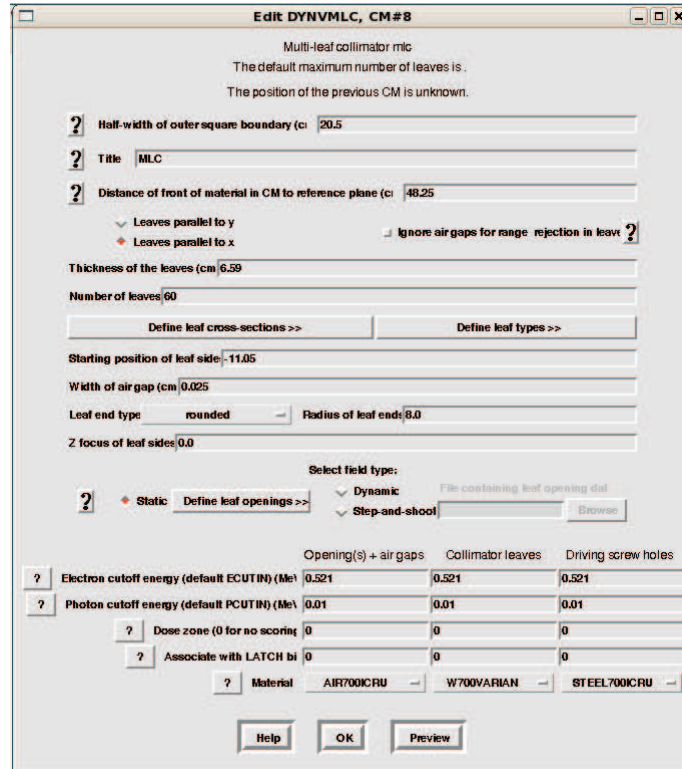 Edit DYNVMLC, CM#8
Multi-leaf collimator mlc
The default maximum number of leaves is .
The position of the previous CM is unknown.
? Half-width of outer square boundary (c 20.5
? Title MLC
? Distance of front of material in CM to reference plane (c 48.25
Leaves parallel to y
Leaves parallel to x
Ignore air gaps for range rejection in leave ?
Thickness of the leaves (cm 6.59
Number of leaves 60
Define leaf cross-sections >> Define leaf types >>
Starting position of leaf side -11.05
Width of air gap (cm 0.025
Leaf end type rounded Radius of leaf ends 8.0
Z focus of leaf sides 0.0
Select field type:
? Static Define leaf openings >>
Dynamic File containing leaf opening dat
Step-and-shoot Browse
Opening(s) + air gaps Collimator leaves Driving screw holes
? Electron cutoff energy (default ECUTIN) (MeV 0.521 0.521 0.521
? Photon cutoff energy (default PCUTIN) (MeV 0.01 0.01 0.01
? Dose zone (0 for no scoring 0 0 0
? Associate with LATCH bi 0 0 0
? Material AIR700ICRU W700VARIAN STEEL700ICRU
Help OK Preview